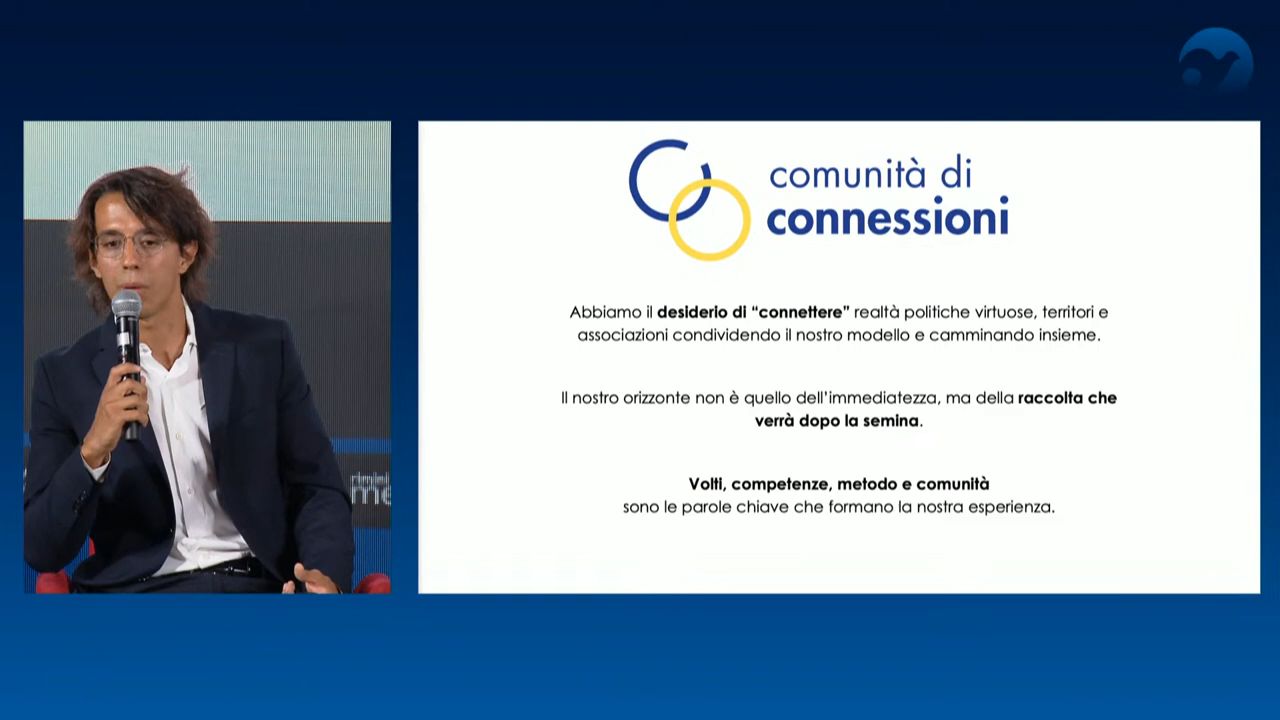 comunità di
connessioni
Abbiamo il desiderio di “connettere” realtà politiche virtuose, territori e
associazioni condividendo il nostro modello e camminando insieme.
Il nostro orizzonte non è quello dell’immediatezza, ma della raccolta che
verrà dopo la semina.
Volti, competenze, metodo e comunità
sono le parole chiave che formano la nostra esperienza.
rimini